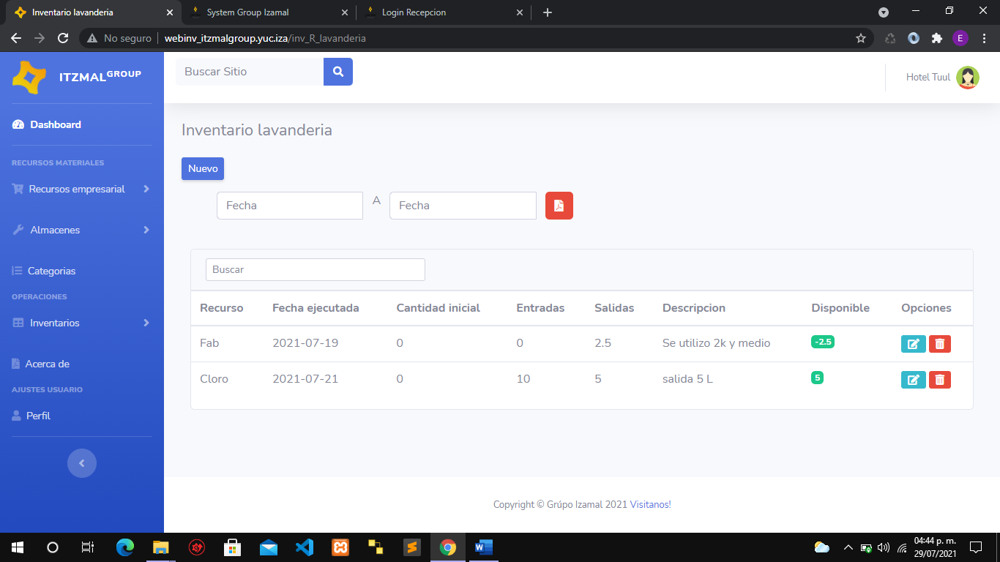 Inventario lavanderia
System Group Izamal
Login Recepcion
No seguro
webinv_itzmalgroup.yuc.iza/inv_R_lavanderia
E
ITZMAL GROUP
Buscar Sitio
Hotel Tuul
Dashboard
RECURSOS MATERIALES
Recursos empresarial
Almacenes
Categorias
OPERACIONES
Inventarios
Acerca de
AJUSTES USUARIO
Perfil
Inventario lavanderia
Nuevo
Fecha A Fecha
Buscar
Recurso Fecha ejecutada Cantidad inicial Entradas Salidas Descripcion Disponible Opciones
Fab 2021-07-19 0 0 2.5 Se utilizo 2k y medio -2.5
Cloro 2021-07-21 0 10 5 salida 5 L 5
Copyright © Grúpo Izamal 2021 Visitanos!
04:44 p. m.
29/07/2021